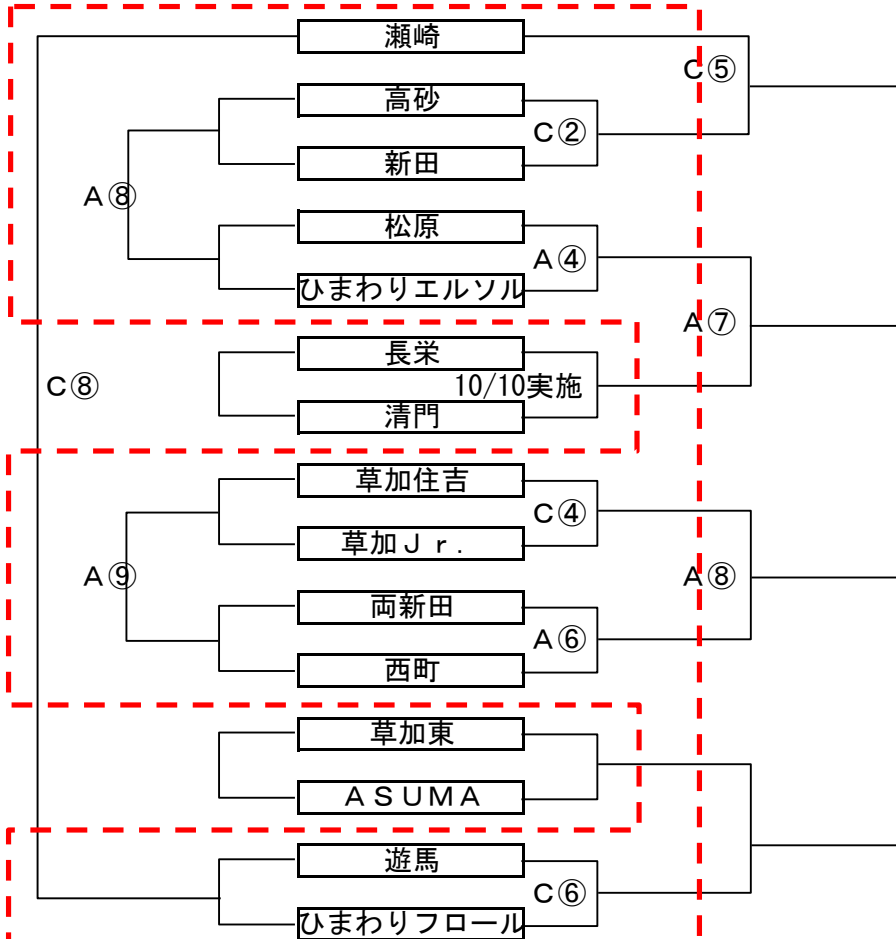 瀬崎
C⑤
高砂
C②
新田
A⑧
松原
A④
ひまわりエルソル
A⑦
長栄
C⑧
10/10実施
清門
草加住吉
C④
草加Ｊｒ.
A⑨
A⑧
両新田
A⑥
西町
草加東
ＡＳＵＭＡ
遊馬
C⑥
ひまわりフロール